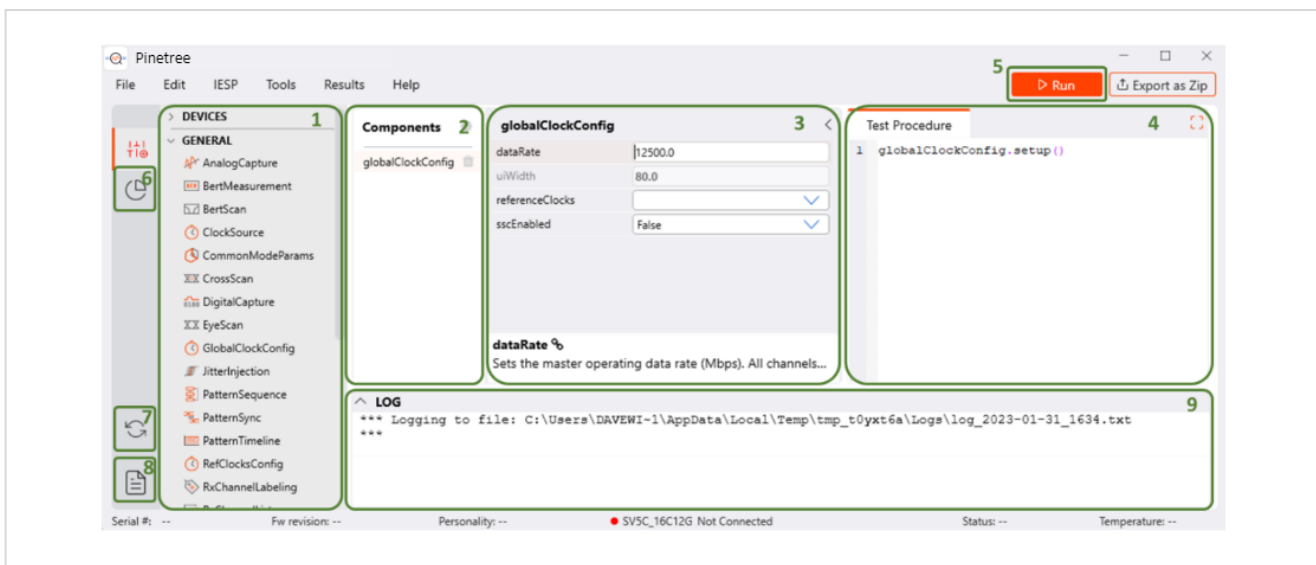 Pinetree
File Edit IESP Tools Results Help
5
Run
Export as Zip
DEVICES
1
GENERAL
AnalogCapture
BertMeasurement
BertScan
ClockSource
CommonModeParams
CrossScan
DigitalCapture
EyeScan
GlobalClockConfig
JitterInjection
PatternSequence
PatternSync
PatternTimeline
RefClocksConfig
RxChannelLabeling
6
7
8
Components 2
globalClockConfig
globalClockConfig 3
dataRate 12500.0
uiWidth 80.0
referenceClocks
sscEnabled False
dataRate
Sets the master operating data rate (Mbps). All channels...
Test Procedure 4
1 globalClockConfig.setup()
LOG 9
*** Logging to file: C:\Users\DAVEWI~1\AppData\Local\Temp\tmp_t0yxt6a\Logs\log_2023-01-31_1634.txt
***
Serial #: -- Fw revision: -- Personality: -- SV5C_16C12G Not Connected Status: -- Temperature: --